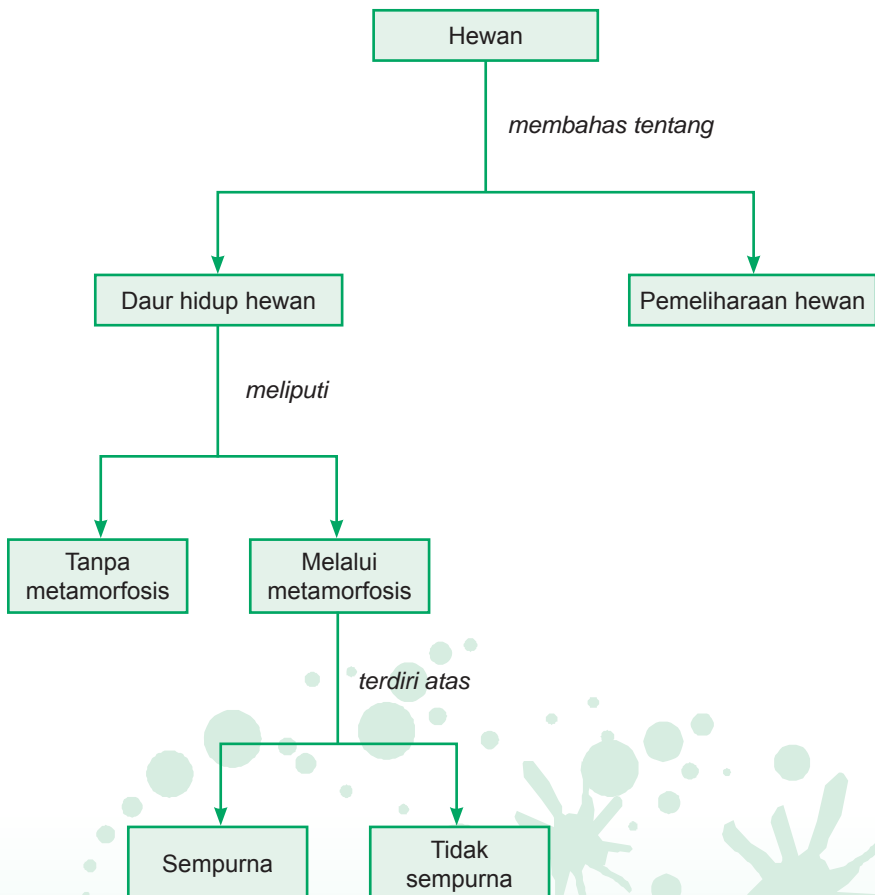 Hewan
membahas tentang
Daur hidup hewan
Pemeliharaan hewan
meliputi
Tanpa
metamorfosis
Melalui
metamorfosis
terdiri atas
Sempurna
Tidak
sempurna